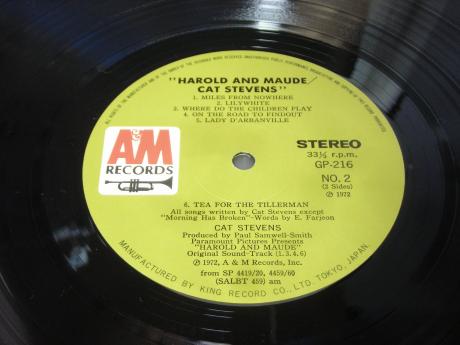 "HAROLD AND MAUDE
CAT STEVENS"
1. MILES FROM NOWHERE
2. LILYWHITE
3. WHERE DO THE CHILDREN PLAY
4. ON THE ROAD TO FINDOUT
5. LADY D'ARBANVILLE
A&M
RECORDS
STEREO
33⅓ r.p.m.
GP-216
NO. 2
(2 Sides)
Ⓟ 1972
6. TEA FOR THE TILLERMAN
All songs written by Cat Stevens except
"Morning Has Broken"-Words by E. Farjeon
CAT STEVENS
Produced by Paul Samwell-Smith
Paramount Pictures Presents
"HAROLD AND MAUDE"
Original Sound-Track (1.3.4.6)
Ⓟ 1972, A & M Records, Inc.
from SP 4419/20, 4459/60
(SALBT 459) am
MANUFACTURED BY KING RECORD CO., LTD. TOKYO, JAPAN.